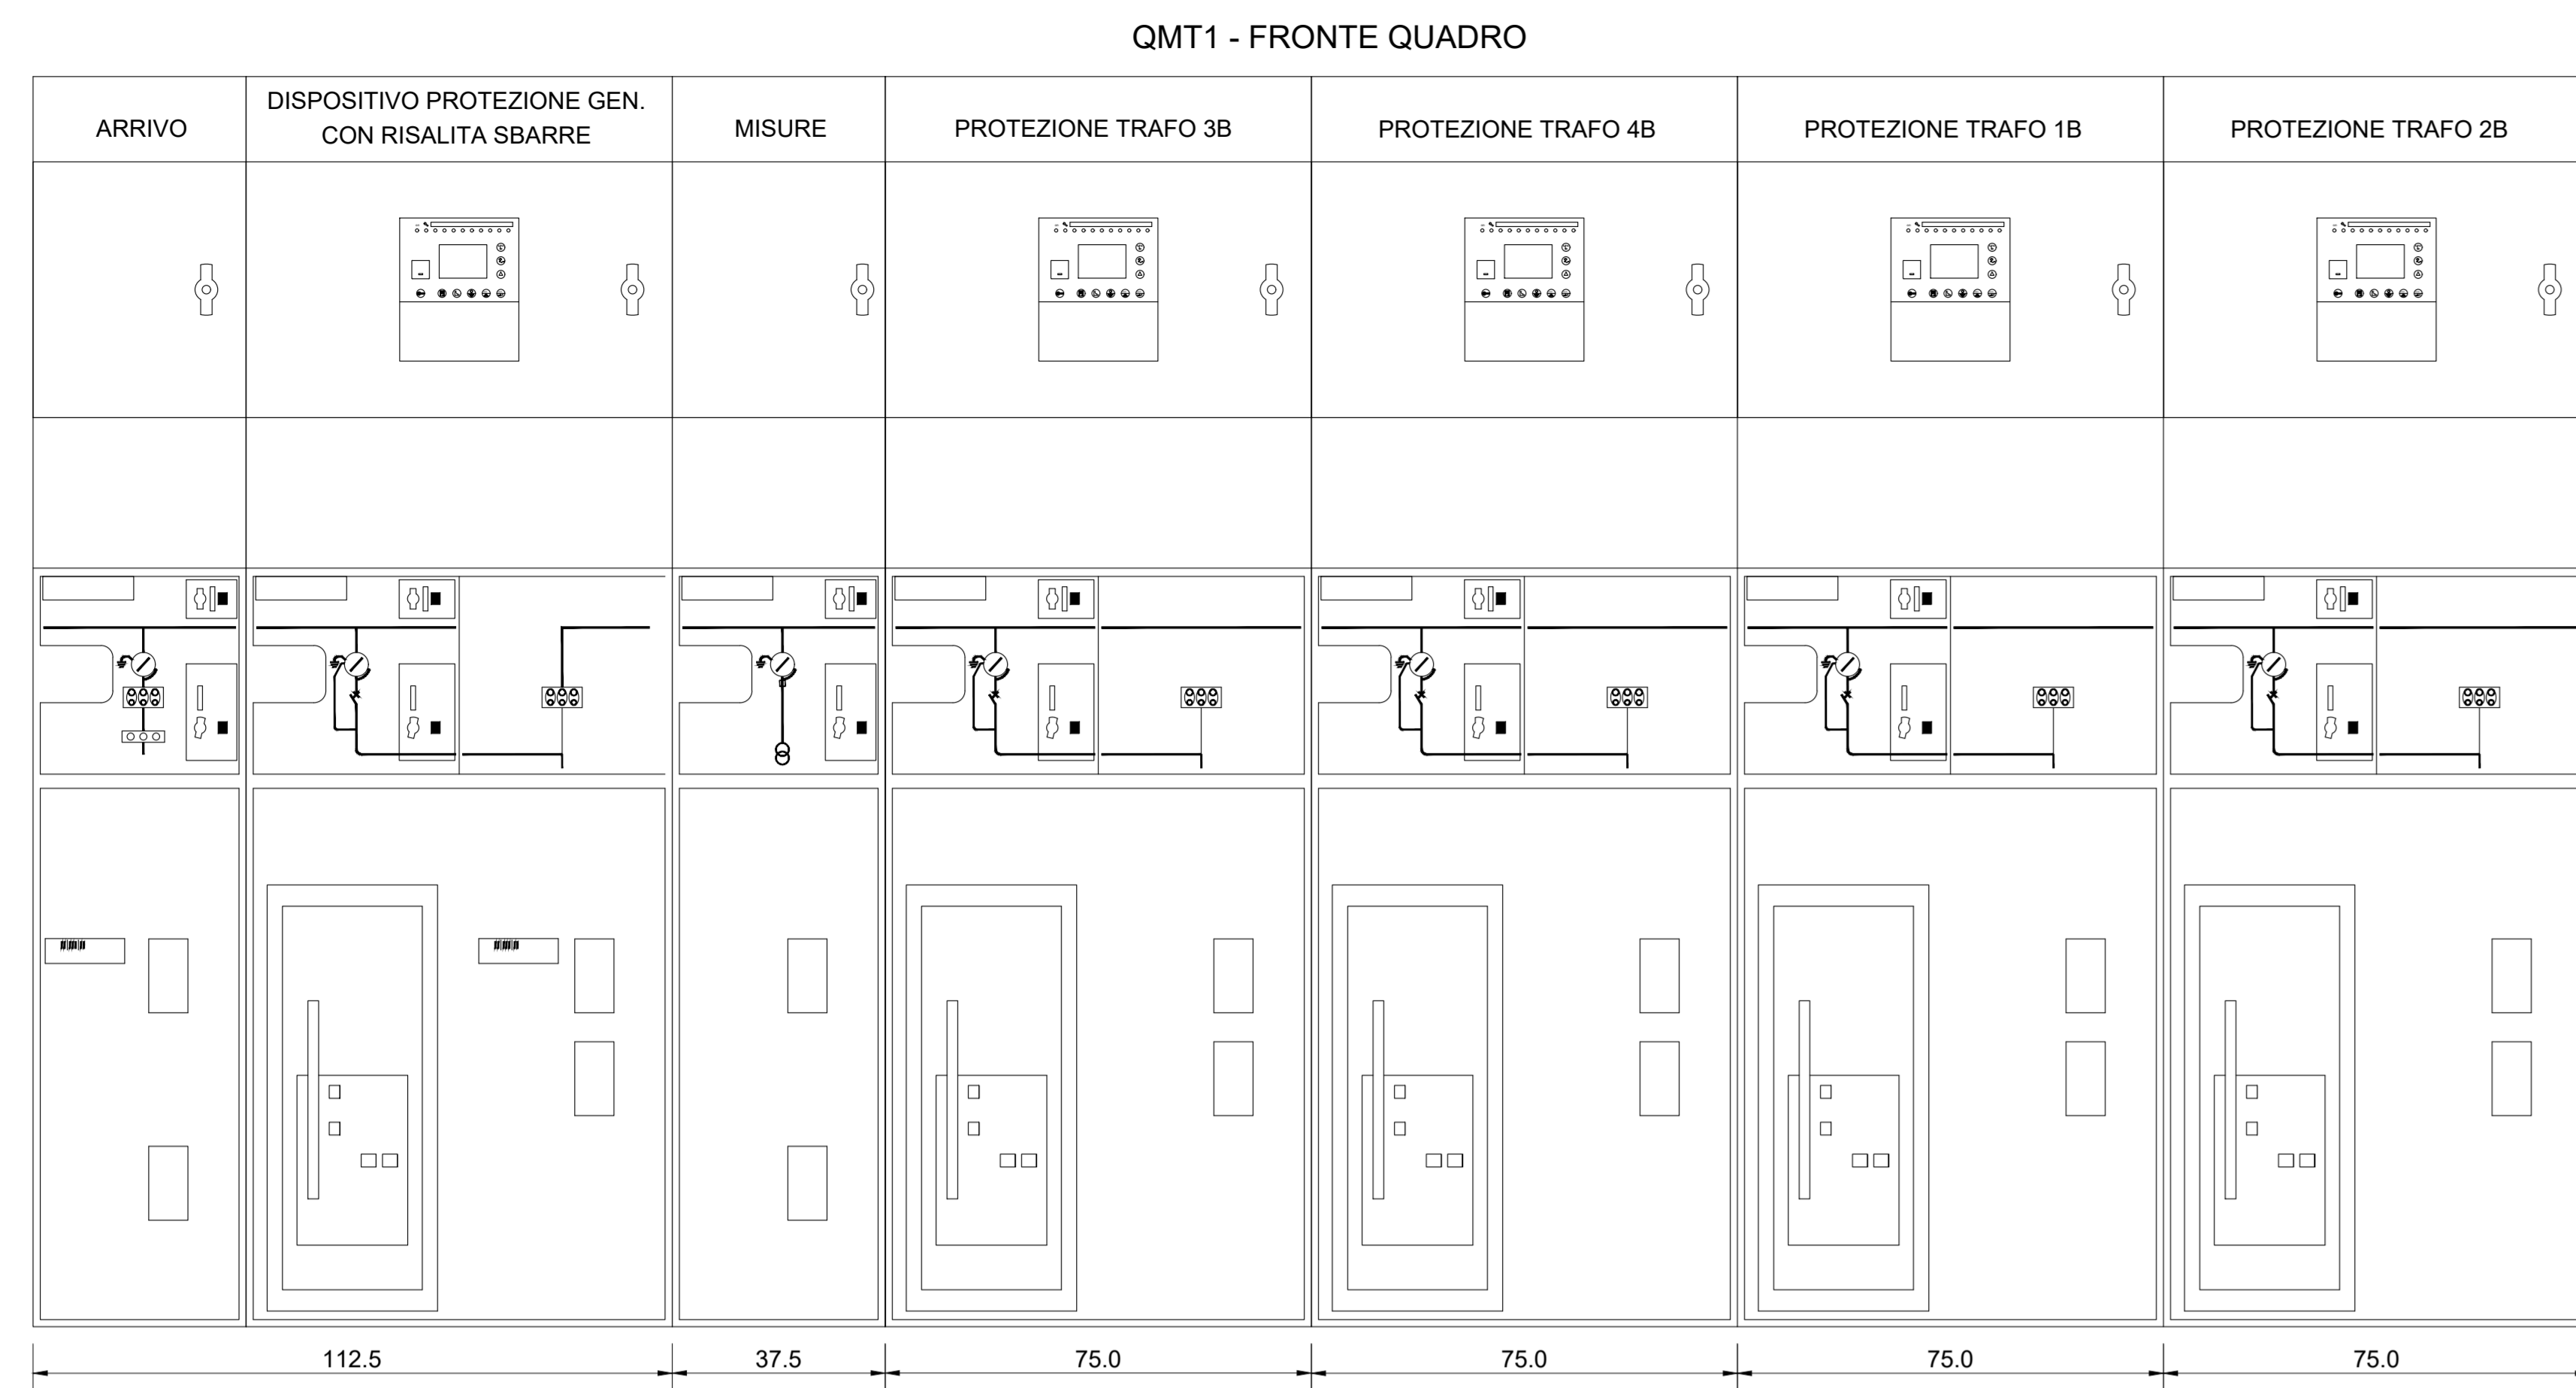 QMT1 - FRONTE QUADRO
ARRIVO
DISPOSITIVO PROTEZIONE GEN.
CON RISALITA SBARRE
MISURE
PROTEZIONE TRAFO 3B
PROTEZIONE TRAFO 4B
PROTEZIONE TRAFO 1B
PROTEZIONE TRAFO 2B
112.5
37.5
75.0
75.0
75.0
75.0